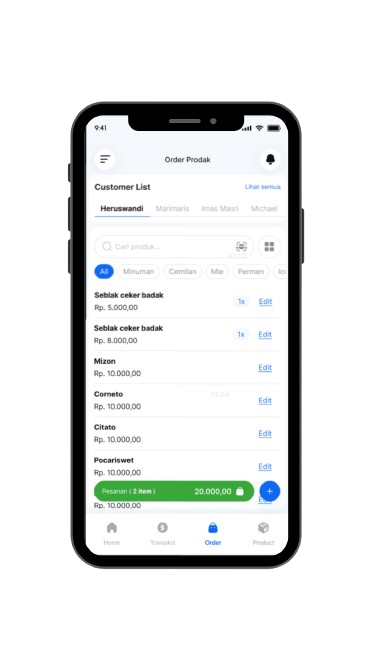 9:41
Order Prodak
Customer List
Lihat semua
Heruswandi Marimaris Imas Masri Michael
Cari produk...
All Minuman Cemilan Mie Permen
Seblak ceker badak
Rp. 5.000,00
1x Edit
Seblak ceker badak
Rp. 8.000,00
1x Edit
Mizon
Rp. 10.000,00
Edit
Corneto
Rp. 10.000,00
Edit
Citato
Rp. 10.000,00
Edit
Pocariswet
Rp. 10.000,00
Edit
Pesanan ( 2 item ) 20.000,00
+
Rp. 10.000,00
Home Transaksi Order Product